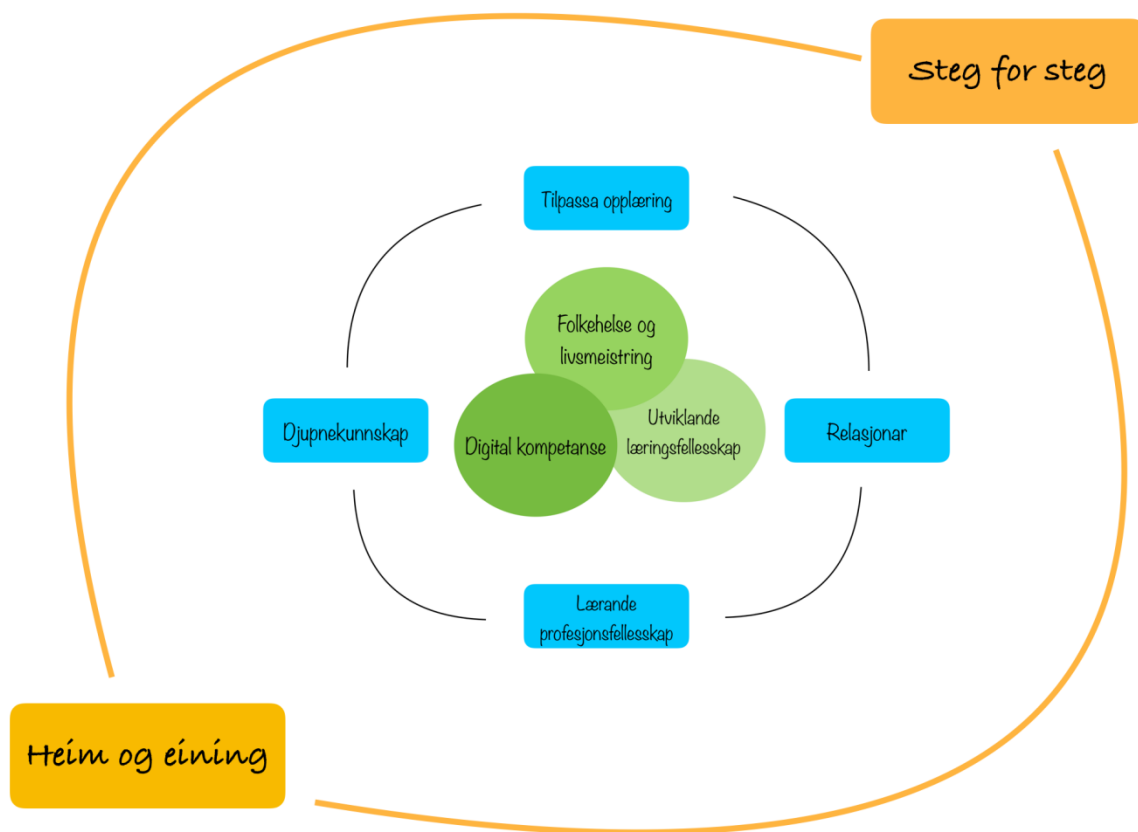 Steg for steg
Tilpassa opplæring
Folkehelse og
livsmeistring
Djupnekunnskap
Digital kompetanse
Utviklande
læringsfellesskap
Relasjonar
Lærande
profesjonsfellesskap
Heim og eining